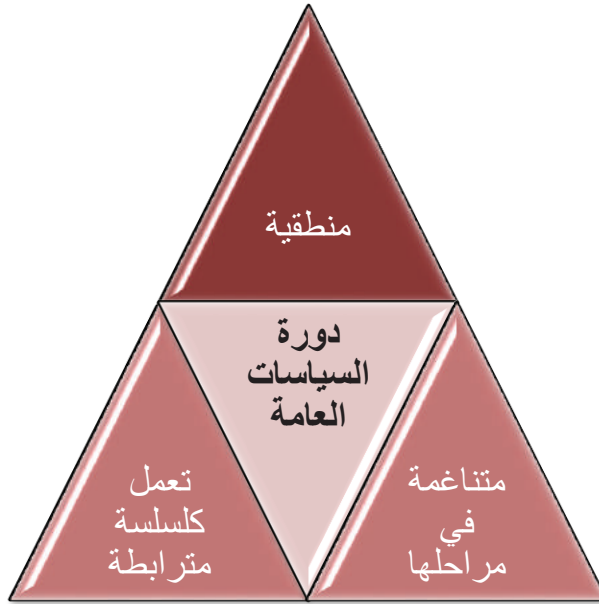 منطقية
دورة
السياسات
العامة
متناغمة
في
مراحلها
تعمل
كلسلسة
مترابطة